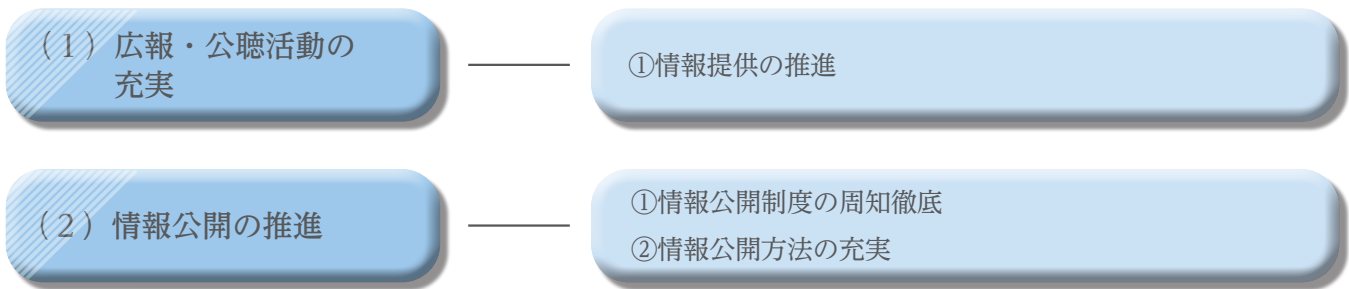 （１）広報・公聴活動の
充実
①情報提供の推進
（２）情報公開の推進
①情報公開制度の周知徹底
②情報公開方法の充実